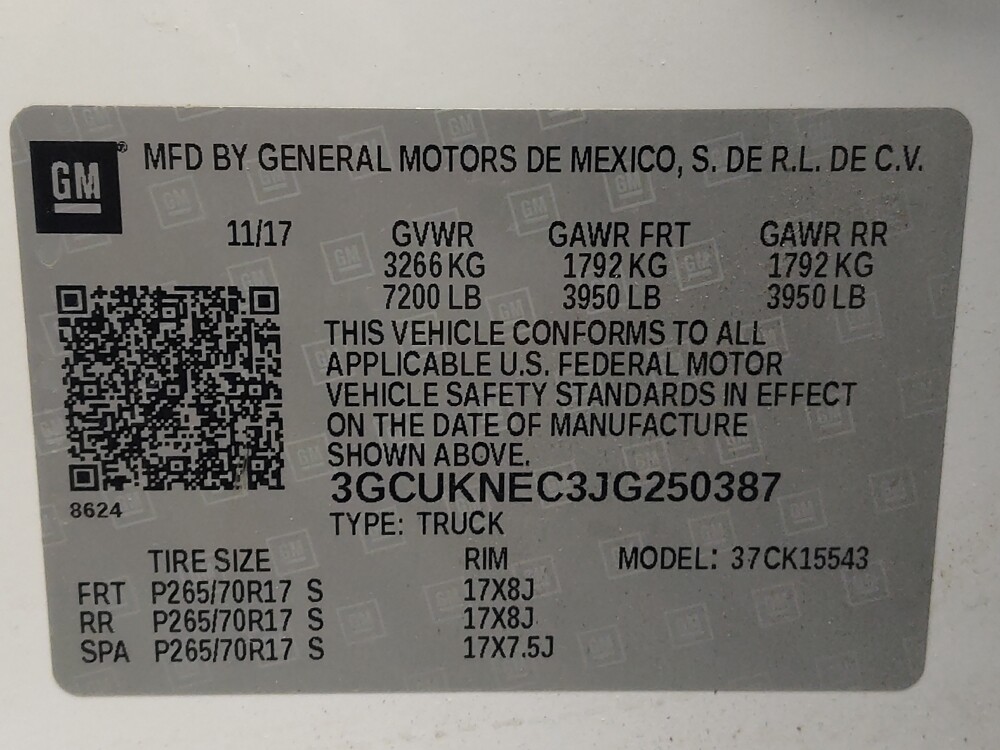 GM® MFD BY GENERAL MOTORS DE MEXICO, S. DE R.L. DE C.V.
11/17 GVWR GAWR FRT GAWR RR
3266 KG 1792 KG 1792 KG
7200 LB 3950 LB 3950 LB
THIS VEHICLE CONFORMS TO ALL
APPLICABLE U.S. FEDERAL MOTOR
VEHICLE SAFETY STANDARDS IN EFFECT
ON THE DATE OF MANUFACTURE
SHOWN ABOVE.
3GCUKNEC3JG250387
8624
TYPE: TRUCK
TIRE SIZE RIM MODEL: 37CK15543
FRT P265/70R17 S 17X8J
RR P265/70R17 S 17X8J
SPA P265/70R17 S 17X7.5J